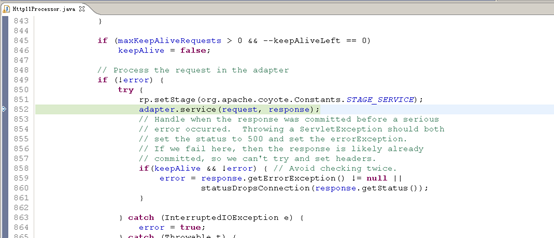 Http11Processor.java
843 }
844
845 if (maxKeepAliveRequests > 0 && --keepAliveLeft == 0)
846 keepAlive = false;
847
848 // Process the request in the adapter
849 if (!error) {
850 try {
851 rp.setStage(org.apache.coyote.Constants.STAGE_SERVICE);
852 adapter.service(request, response);
853 // Handle when the response was committed before a serious
854 // error occurred.  Throwing a ServletException should both
855 // set the status to 500 and set the errorException.
856 // If we fail here, then the response is likely already
857 // committed, so we can't try and set headers.
858 if(keepAlive && !error) { // Avoid checking twice.
859 error = response.getErrorException() != null ||
860 statusDropsConnection(response.getStatus());
861 }
862
863 } catch (InterruptedIOException e) {
864 error = true;
865 } catch (Throwable t) {